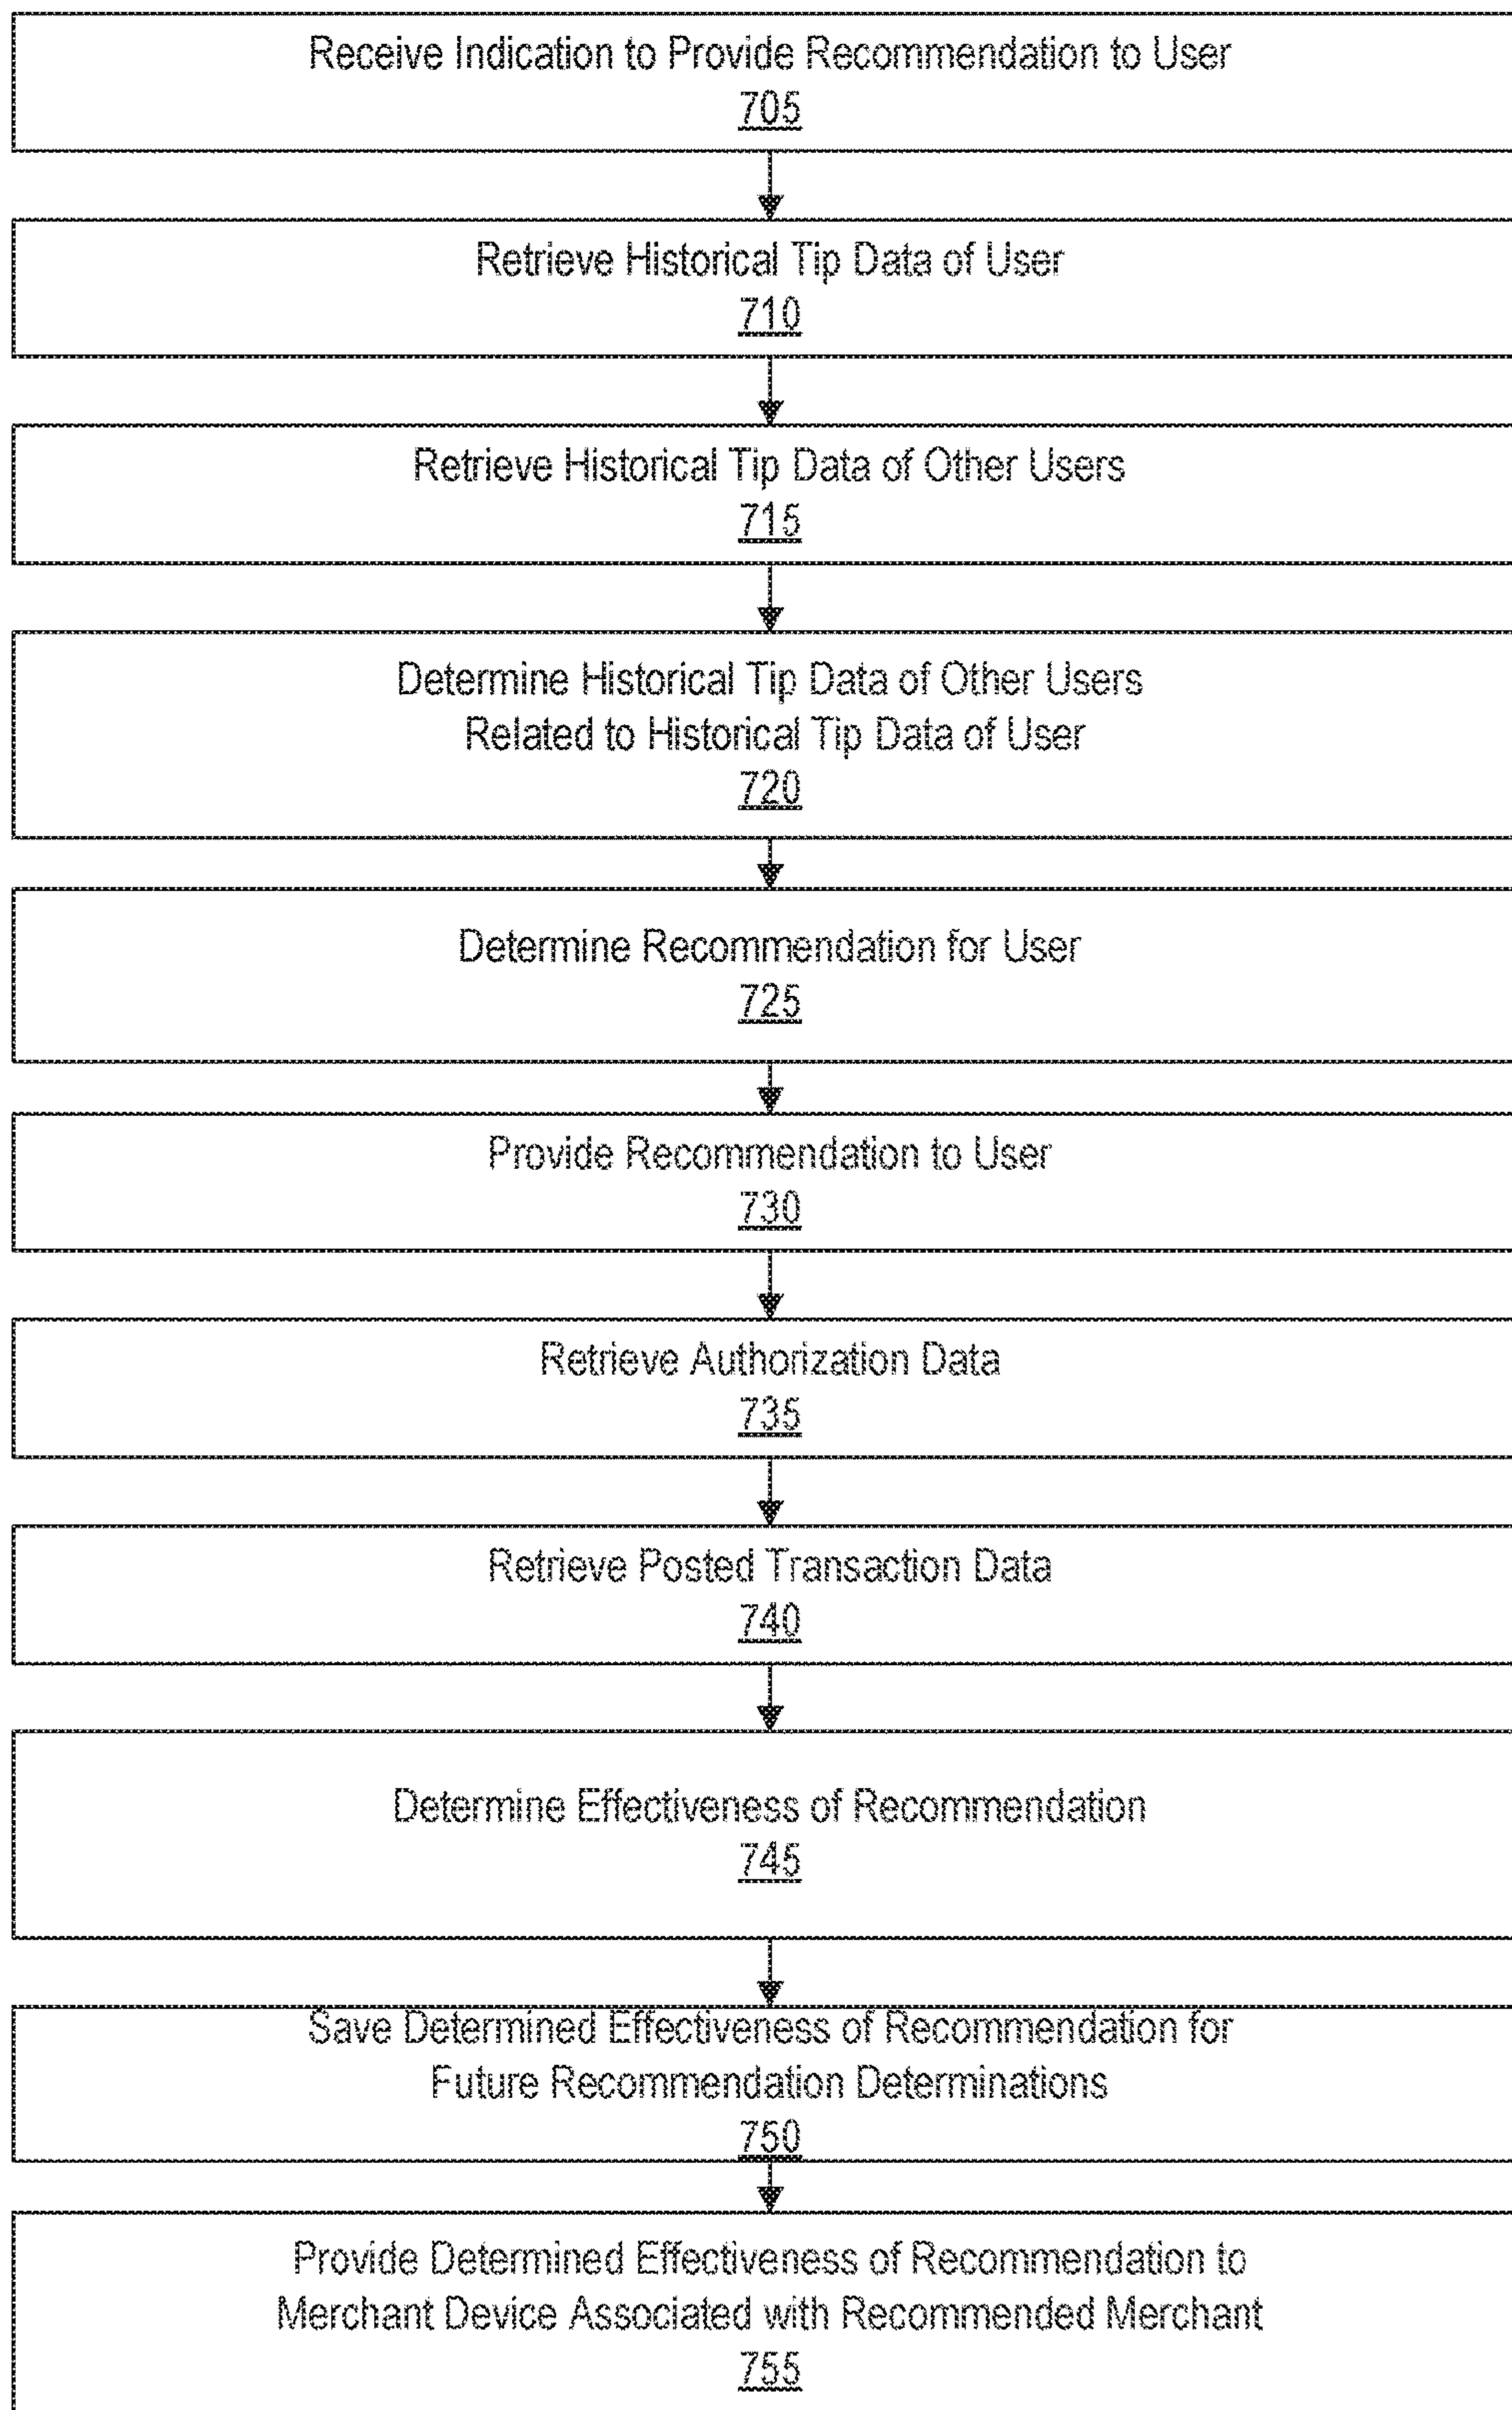 Receive Indication to Provide Recommendation to User
705
Retrieve Historical Tip Data of User
710
Retrieve Historical Tip Data of Other Users
715
Determine Historical Tip Data of Other Users
Related to Historical Tip Data of User
720
Determine Recommendation for User
725
Provide Recommendation to User
730
Retrieve Authorization Data
735
Retrieve Posted Transaction Data
740
Determine Effectiveness of Recommendation
745
Save Determined Effectiveness of Recommendation for
Future Recommendation Determinations
750
Provide Determined Effectiveness of Recommendation to
Merchant Device Associated with Recommended Merchant
755